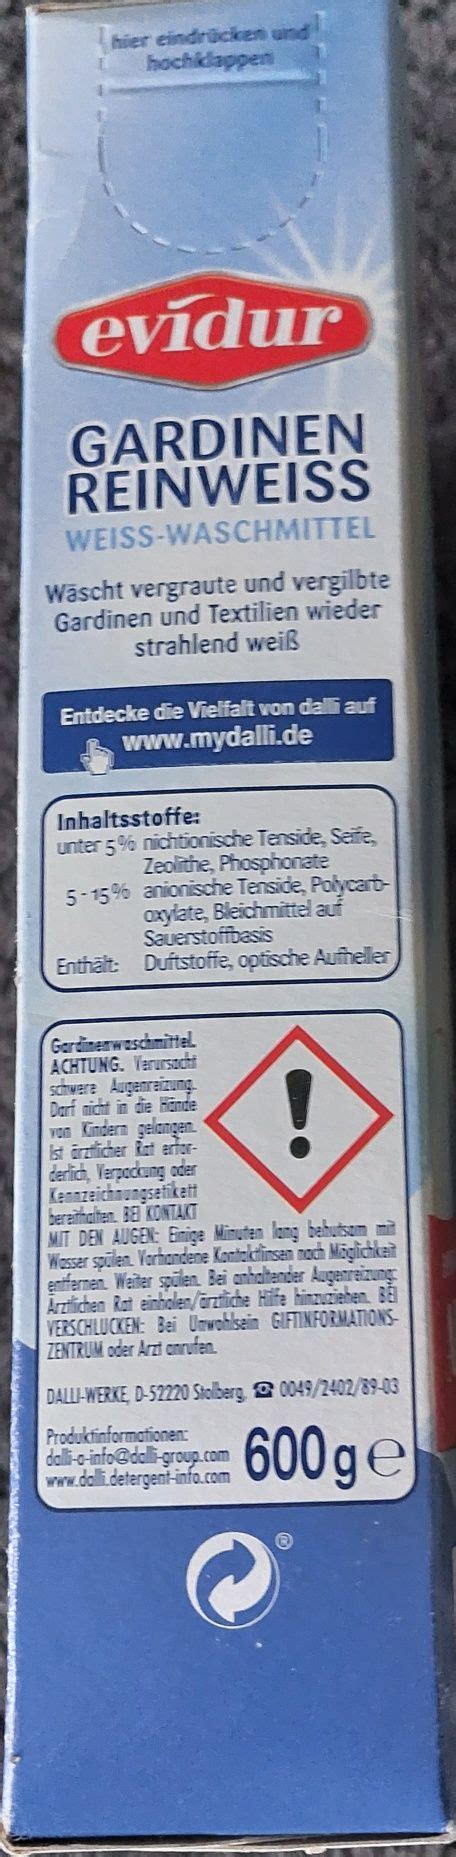 hier eindrücken und
hochklappen
evidur
GARDINEN
REINWEISS
WEISS-WASCHMITTEL
Wäscht vergraute und vergilbte
Gardinen und Textilien wieder
strahlend weiß
Entdecke die Vielfalt von dalli auf
www.mydalli.de
Inhaltsstoffe:
unter 5% nichtionische Tenside, Seife,
Zeolithe, Phosphonate
5-15% anionische Tenside, Polycarb-
oxylate, Bleichmittel auf
Sauerstoffbasis
Enthält: Duftstoffe, optische Aufheller
Gardinenwaschmittel.
ACHTUNG. Verursacht
schwere Augenreizung.
Darf nicht in die Hände
von Kindern gelangen.
Ist ärztlicher Rat erfor-
derlich, Verpackung oder
Kennzeichnungsetikett
bereithalten. BEI KONTAKT
MIT DEN AUGEN: Einige Minuten lang behutsam mit
Wasser spülen. Vorhandene Kontaktlinsen nach Möglichkeit
entfernen. Weiter spülen. Bei anhaltender Augenreizung:
Ärztlichen Rat einholen/ärztliche Hilfe hinzuziehen. BEI
VERSCHLUCKEN: Bei Unwohlsein GIFTINFORMATIONS-
ZENTRUM oder Arzt anrufen.
DALLI-WERKE, D-52220 Stolberg, ☎ 0049/2402/89-03
Produktinformationen:
dalli-a-info@dalli-group.com
www.dalli.detergent-info.com
600 g ℮
®